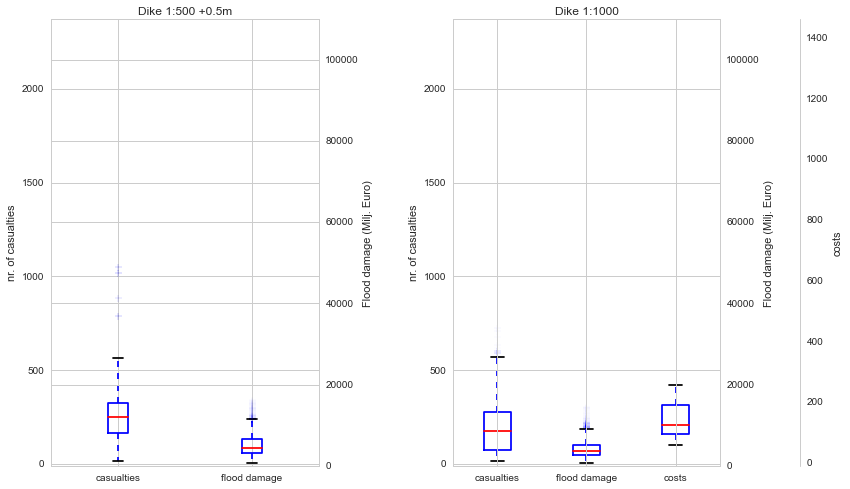 Dike 1:500 +0.5m
nr. of casualties
2000
1500
1000
500
0
casualties
flood damage
100000
80000
60000
40000
20000
0
Flood damage (Milj. Euro)
Dike 1:1000
nr. of casualties
2000
1500
1000
500
0
casualties
flood damage
costs
100000
80000
60000
40000
20000
0
Flood damage (Milj. Euro)
1400
1200
1000
800
600
400
200
0
costs